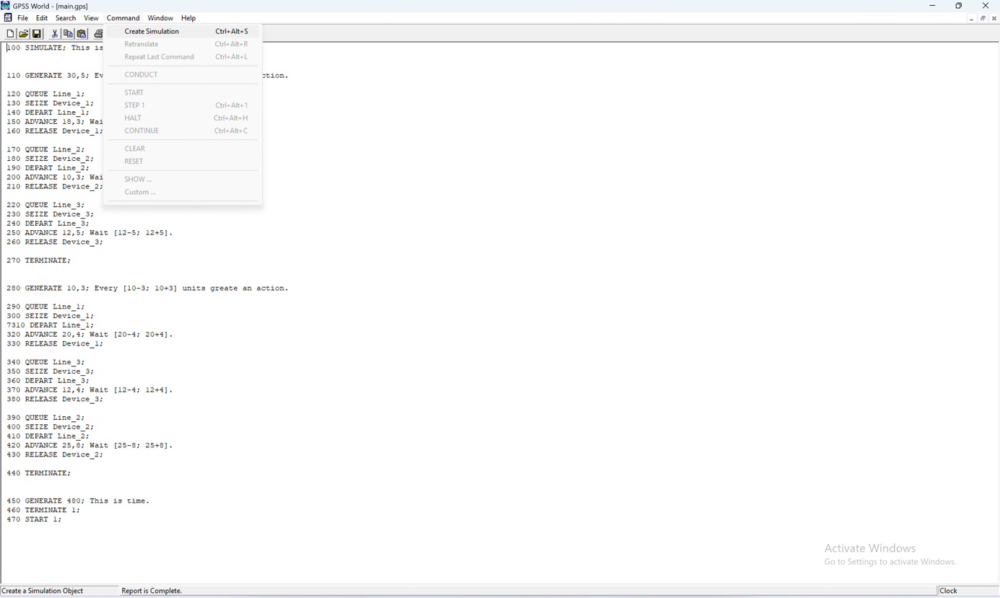 GPSS World - [main.gps]
File Edit Search View Command Window Help
Create Simulation Ctrl+Alt+S
Retranslate Ctrl+Alt+R
Repeat Last Command Ctrl+Alt+L
CONDUCT
START
STEP 1 Ctrl+Alt+1
HALT Ctrl+Alt+H
CONTINUE Ctrl+Alt+C
CLEAR
RESET
SHOW ...
Custom ...
100 SIMULATE; This is
110 GENERATE 30,5; Ev ction.
120 QUEUE Line_1;
130 SEIZE Device_1;
140 DEPART Line_1;
150 ADVANCE 18,3; Wai
160 RELEASE Device_1;
170 QUEUE Line_2;
180 SEIZE Device_2;
190 DEPART Line_2;
200 ADVANCE 10,3; Wai
210 RELEASE Device_2;
220 QUEUE Line_3;
230 SEIZE Device_3;
240 DEPART Line_3;
250 ADVANCE 12,5; Wait [12-5; 12+5].
260 RELEASE Device_3;
270 TERMINATE;
280 GENERATE 10,3; Every [10-3; 10+3] units greate an action.
290 QUEUE Line_1;
300 SEIZE Device_1;
7310 DEPART Line_1;
320 ADVANCE 20,4; Wait [20-4; 20+4].
330 RELEASE Device_1;
340 QUEUE Line_3;
350 SEIZE Device_3;
360 DEPART Line_3;
370 ADVANCE 12,4; Wait [12-4; 12+4].
380 RELEASE Device_3;
390 QUEUE Line_2;
400 SEIZE Device_2;
410 DEPART Line_2;
420 ADVANCE 25,8; Wait [25-8; 25+8].
430 RELEASE Device_2;
440 TERMINATE;
450 GENERATE 480; This is time.
460 TERMINATE 1;
470 START 1;
Activate Windows
Go to Settings to activate Windows.
Create a Simulation Object Report is Complete. Clock